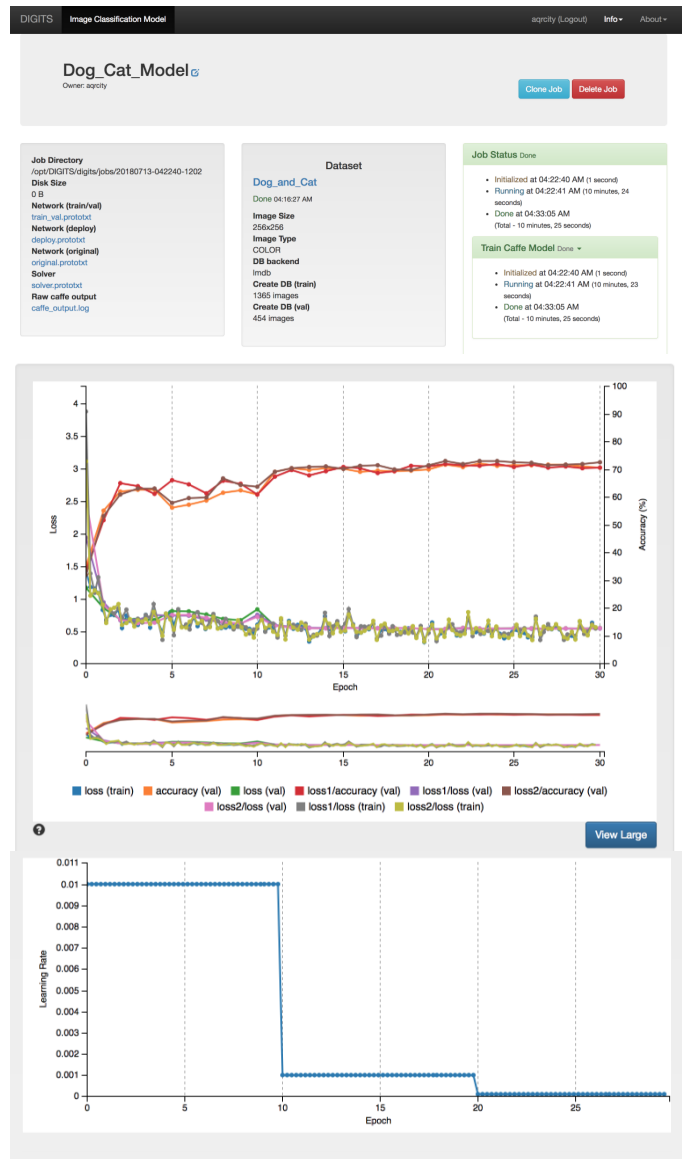 DIGITS Image Classification Model aqrcity (Logout) Info About
Dog_Cat_Model
Owner: aqrcity
Clone Job Delete Job
Job Directory
/opt/DIGITS/digits/jobs/20180713-042240-1202
Disk Size
0 B
Network (train/val)
train_val.prototxt
Network (deploy)
deploy.prototxt
Network (original)
original.prototxt
Solver
solver.prototxt
Raw caffe output
caffe_output.log
Dataset
Dog_and_Cat
Done 04:16:27 AM
Image Size
256x256
Image Type
COLOR
DB backend
lmdb
Create DB (train)
1365 images
Create DB (val)
454 images
Job Status Done
• Initialized at 04:22:40 AM (1 second)
• Running at 04:22:41 AM (10 minutes, 24
seconds)
• Done at 04:33:05 AM
(Total - 10 minutes, 25 seconds)
Train Caffe Model Done
• Initialized at 04:22:40 AM (1 second)
• Running at 04:22:41 AM (10 minutes, 23
seconds)
• Done at 04:33:05 AM
(Total - 10 minutes, 25 seconds)
4
3.5
3
2.5
2
1.5
1
0.5
0
Loss
100
90
80
70
60
50
40
30
20
10
0
Accuracy (%)
0 5 10 15 20 25 30
Epoch
0 5 10 15 20 25 30
loss (train) accuracy (val) loss (val) loss1/accuracy (val) loss1/loss (val) loss2/accuracy (val)
loss2/loss (val) loss1/loss (train) loss2/loss (train)
?
View Large
0.011
0.01
0.009
0.008
0.007
0.006
0.005
0.004
0.003
0.002
0.001
0
Learning Rate
0 5 10 15 20 25
Epoch